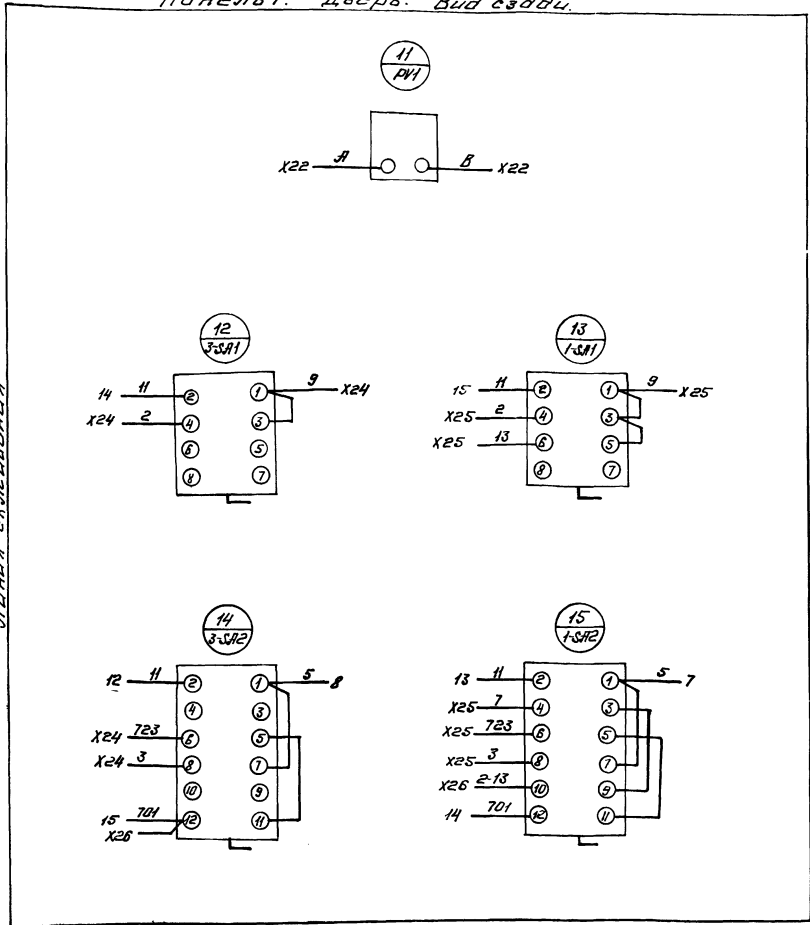 Панель1. Дверь. Вид сзади.
11
PV1
X22 A B X22
12
3-SA1
13
1-SA1
14 11 2 1 9 X24
X24 2 4 3
6 5
8 7
15 11 2 1 9 X25
X25 2 4 3
X25 13 6 5
8 7
14
3-SA2
15
1-SA2
12 11 2 1 5 8
4 3
X24 723 6 5
X24 3 8 7
10 9
15 701 12 11
X26
13 11 2 1 5 7
X25 7 4 3
X25 723 6 5
X25 3 8 7
X26 2-13 10 9
14 701 12 11